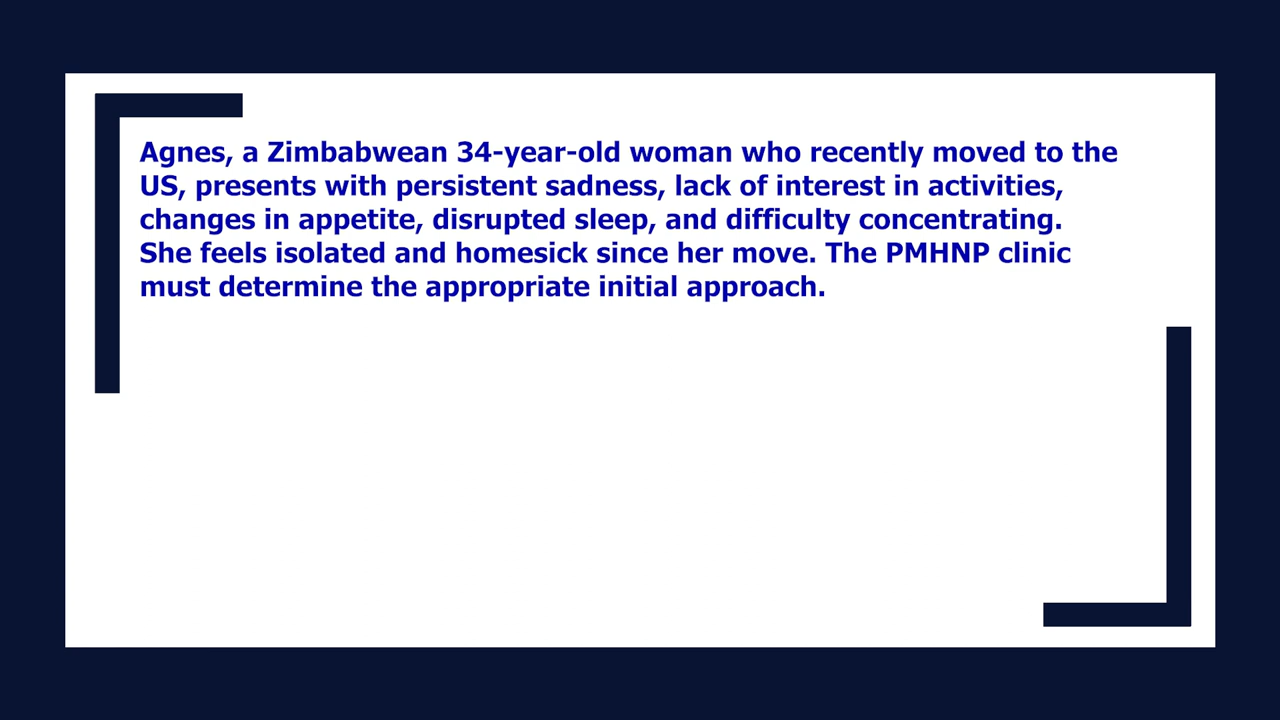 Agnes, a Zimbabwean 34-year-old woman who recently moved to the
US, presents with persistent sadness, lack of interest in activities,
changes in appetite, disrupted sleep, and difficulty concentrating.
She feels isolated and homesick since her move. The PMHNP clinic
must determine the appropriate initial approach.